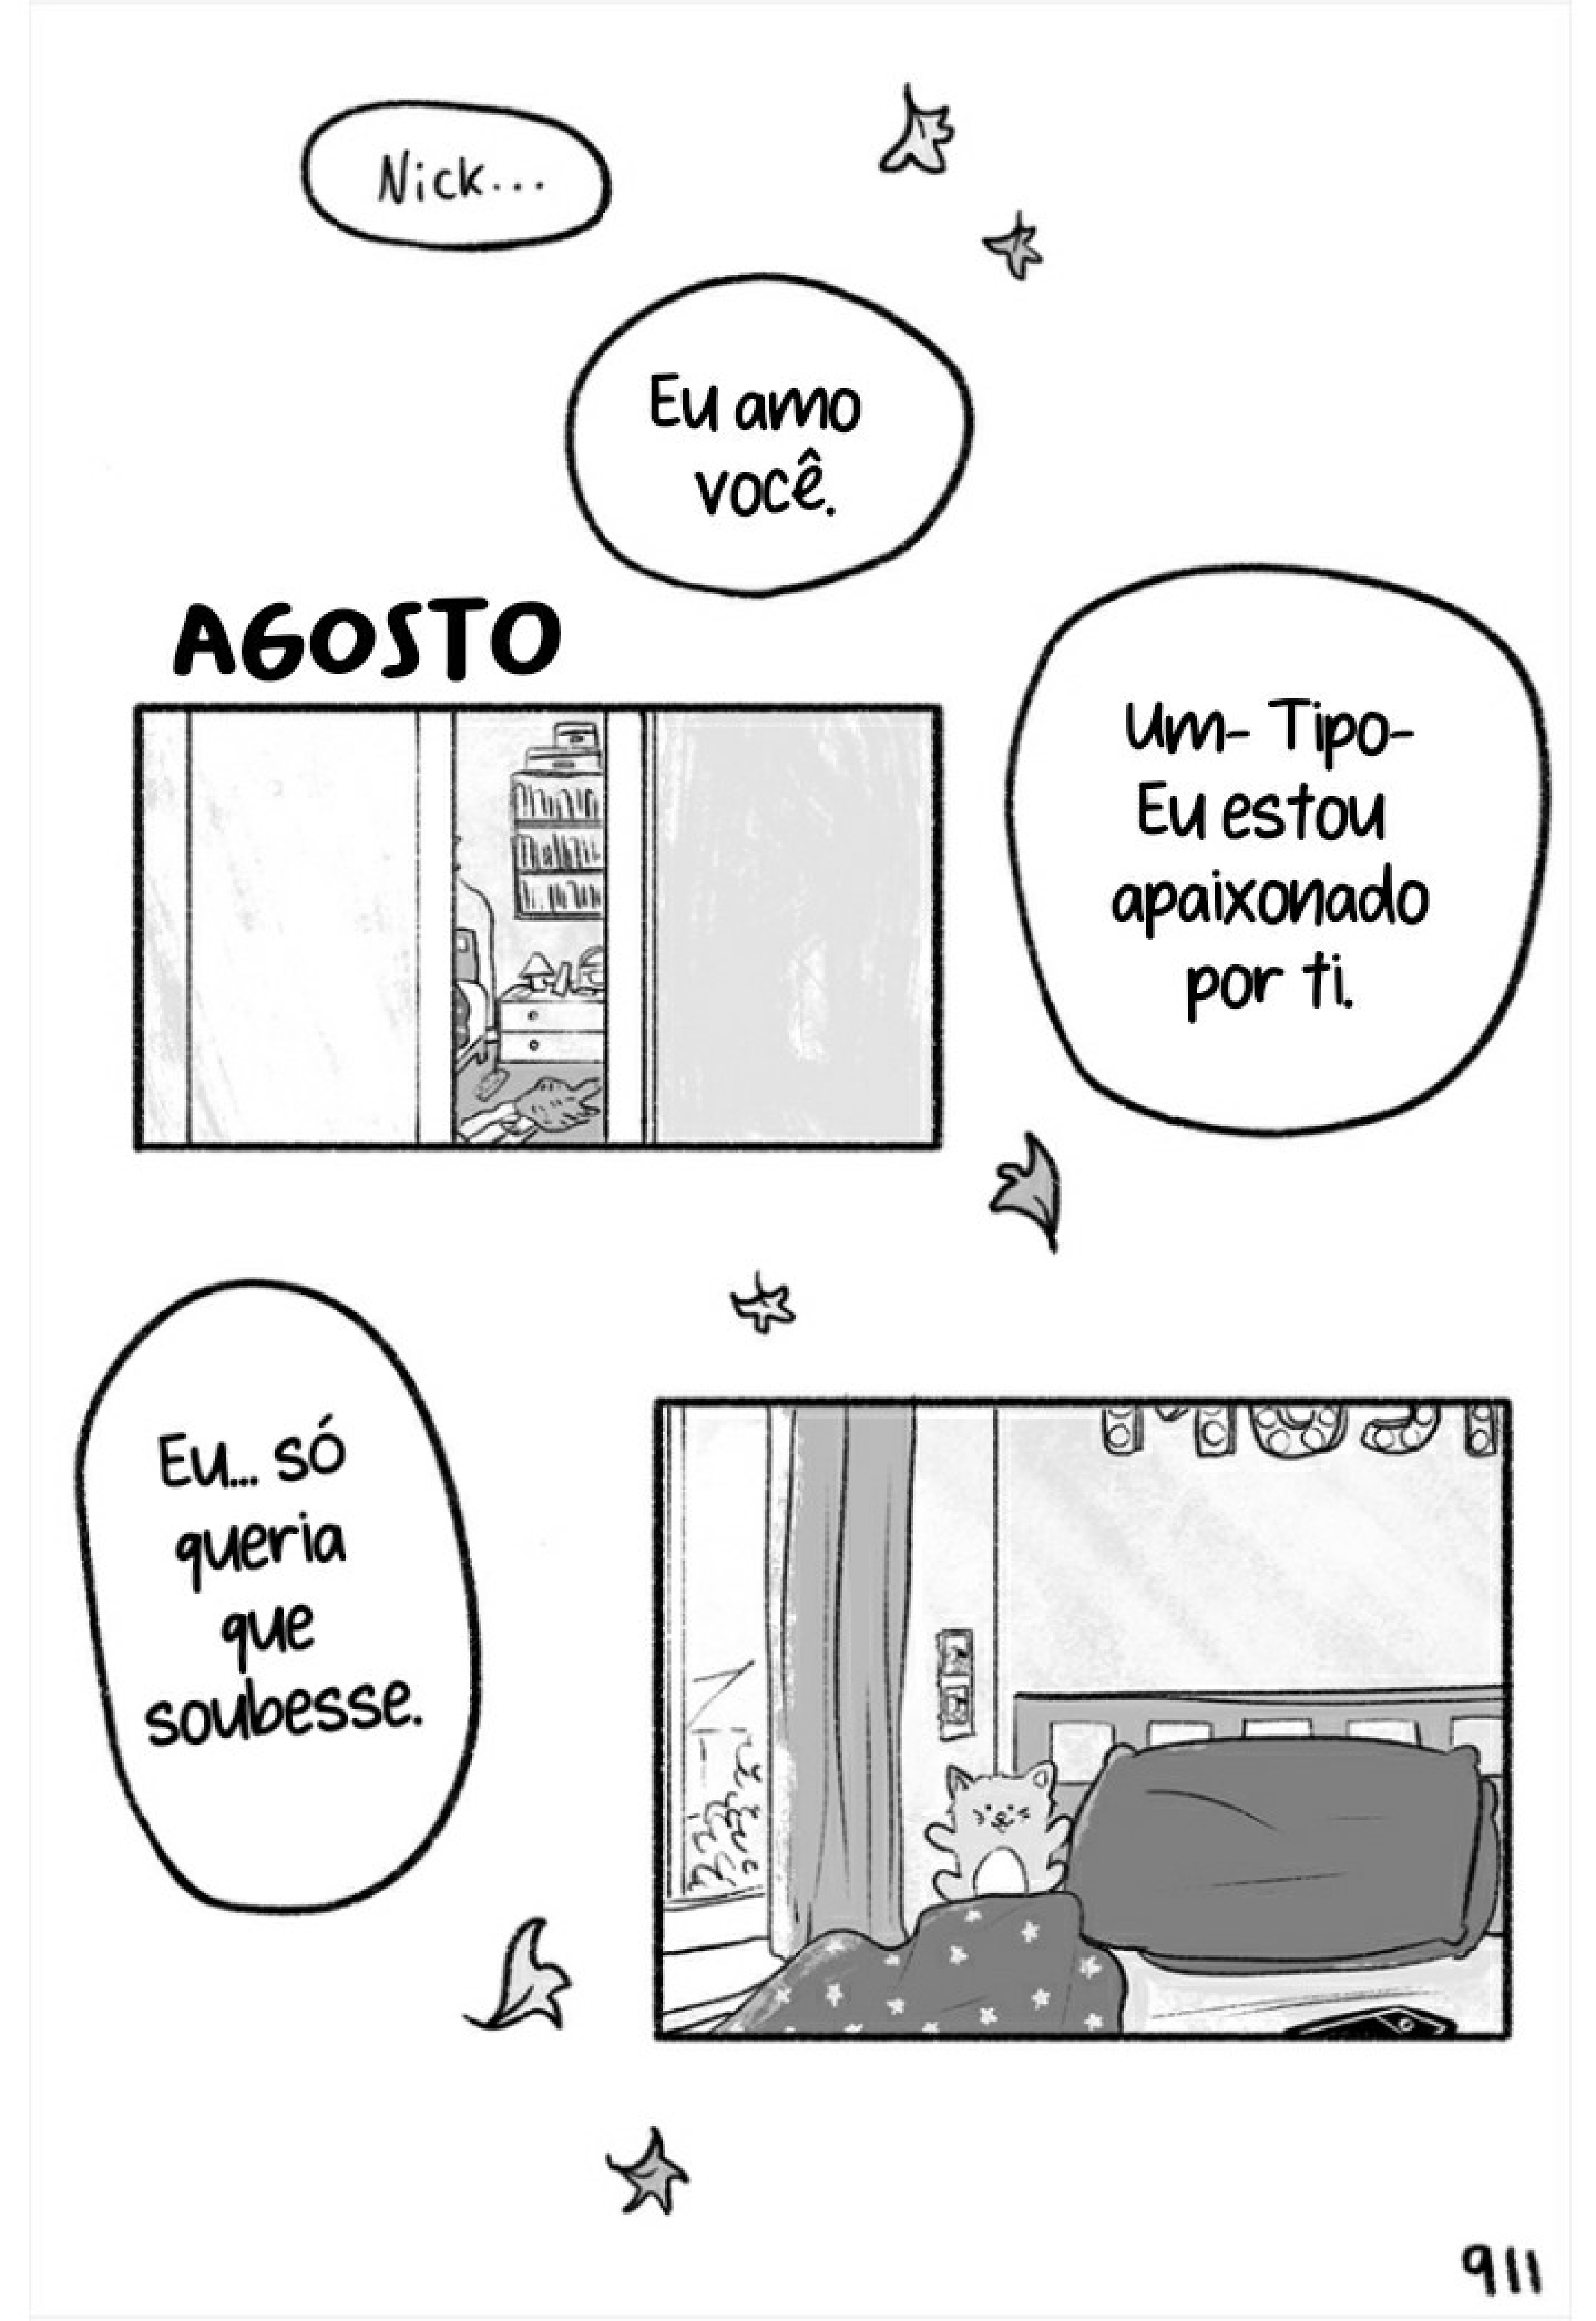 Nick...
Eu amo
você.
AGOSTO
Um- Tipo-
Eu estou
apaixonado
por ti.
Eu... só
queria
que
soubesse.
911